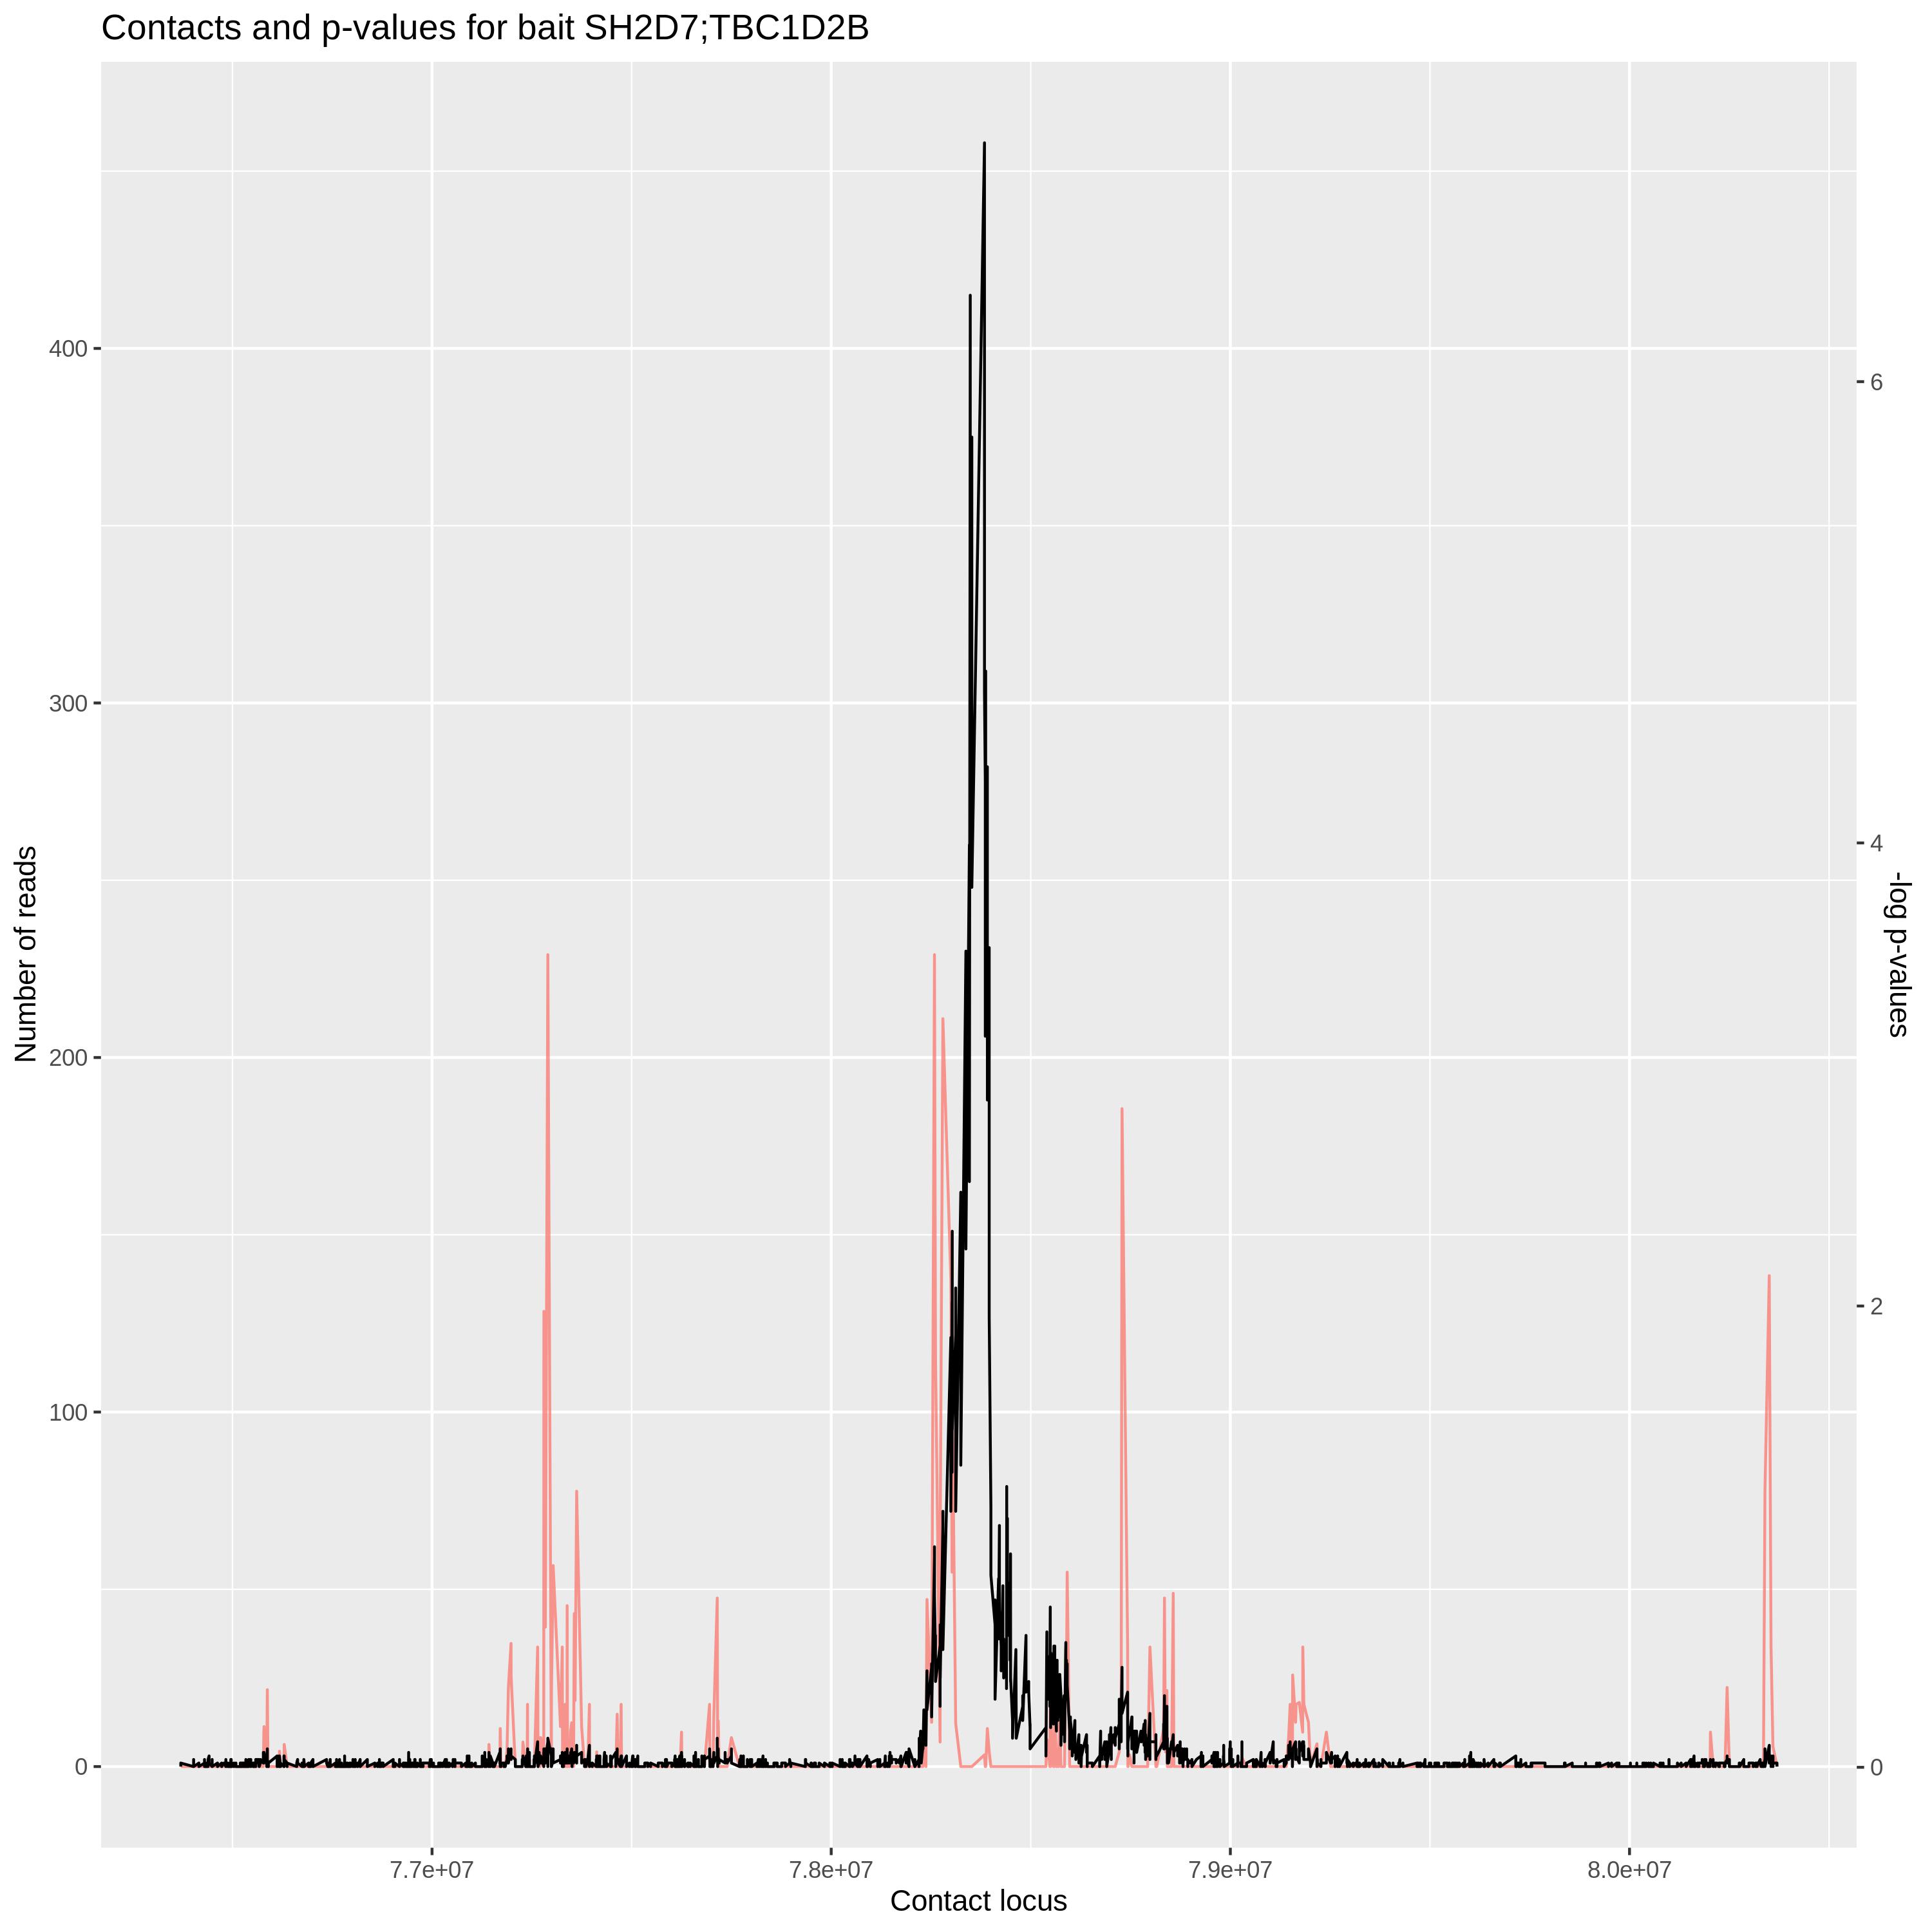 Contacts and p-values for bait SH2D7;TBC1D2B
Number of reads
400
300
200
100
0
6
4
2
0
-log p-values
7.7e+07
7.8e+07
7.9e+07
8.0e+07
Contact locus